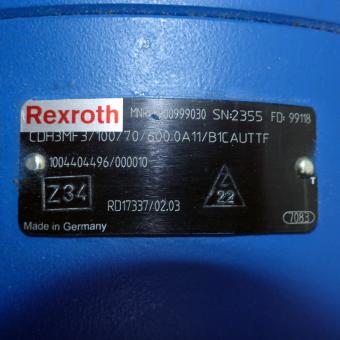 Rexroth MNR: 000999030 SN:2355 FD: 99118
CDH3MF3/100/70/600.0A11/B1CAUTTF
1004404496/000010
Z34 22
RD17337/02.03 7083
Made in Germany
T